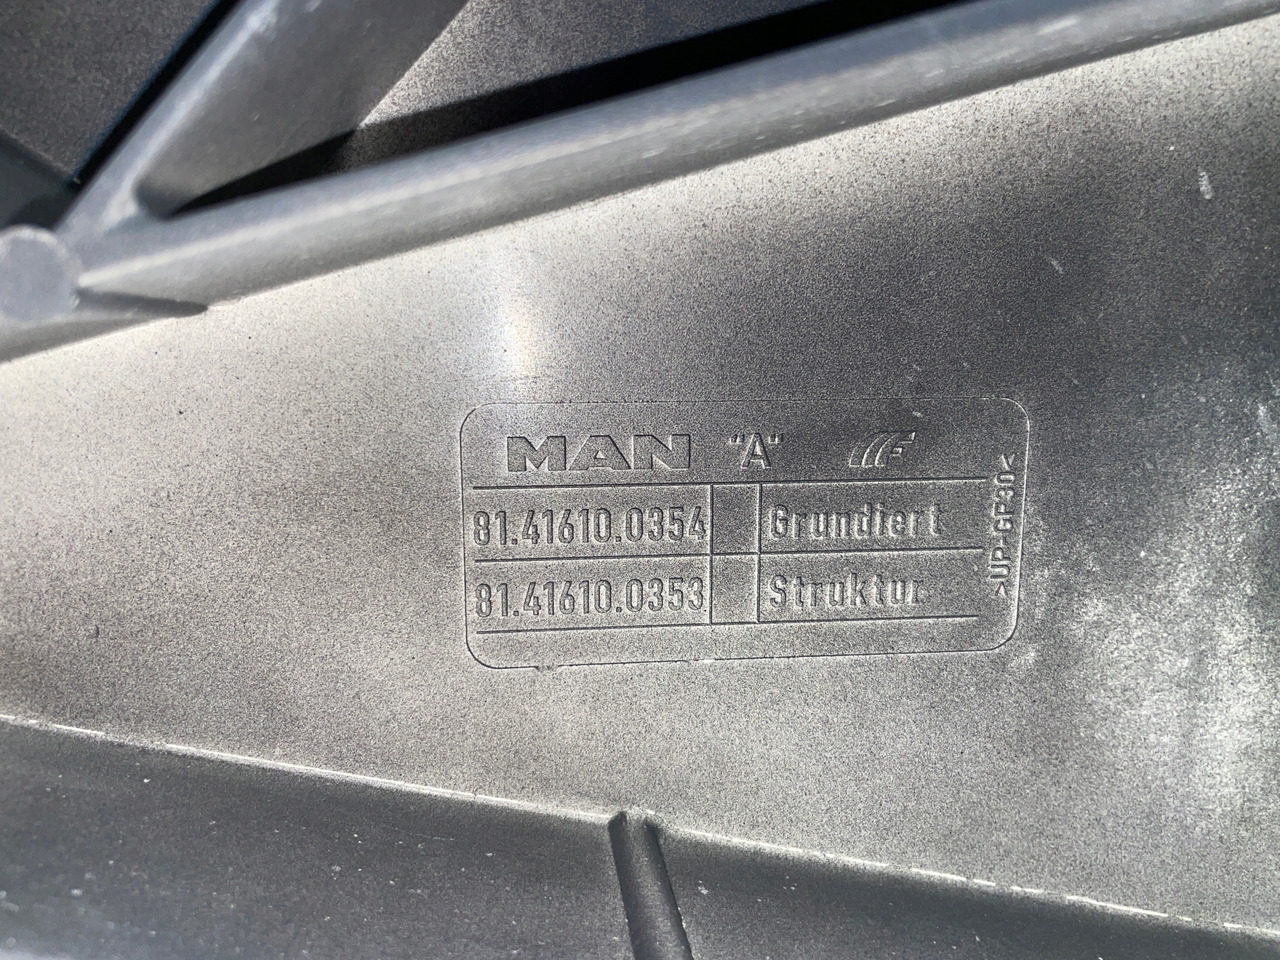 MAN "A" F
81.41610.0354 Grundiert
81.41610.0353 Struktur
>UP-GF30<